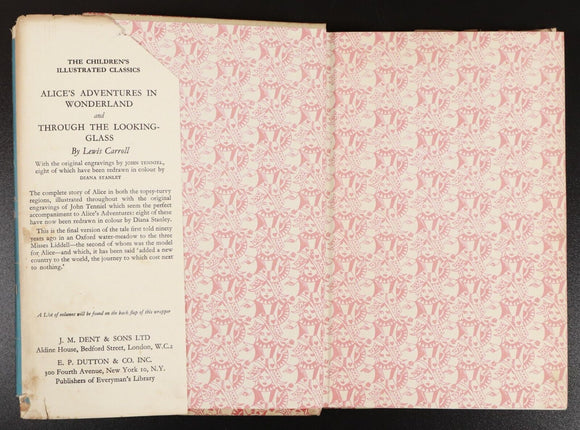 THE CHILDREN'S
ILLUSTRATED CLASSICS
ALICE'S ADVENTURES IN
WONDERLAND
and
THROUGH THE LOOKING-
GLASS
By Lewis Carroll
With the original engravings by JOHN TENNIEL,
eight of which have been redrawn in colour by
DIANA STANLEY
The complete story of Alice in both the topsy-turvy
regions, illustrated throughout with the original
engravings of John Tenniel which seems the perfect
accompaniment to Alice's Adventures: eight of these
have now been redrawn in colour by Diana Stanley.
This is the final version of the tale first told ninety
years ago in an Oxford water-meadow to the three
Misses Liddell—the second of whom was the model
for Alice—and which, it has been said 'added a new
country to the world, the journey to which cost next
to nothing.'
A List of volumes will be found on the back flap of this wrapper
J. M. DENT & SONS LTD
Aldine House, Bedford Street, London, W.C.2
E. P. DUTTON & CO. INC.
300 Fourth Avenue, New York 10, N.Y.
Publishers of Everyman's Library